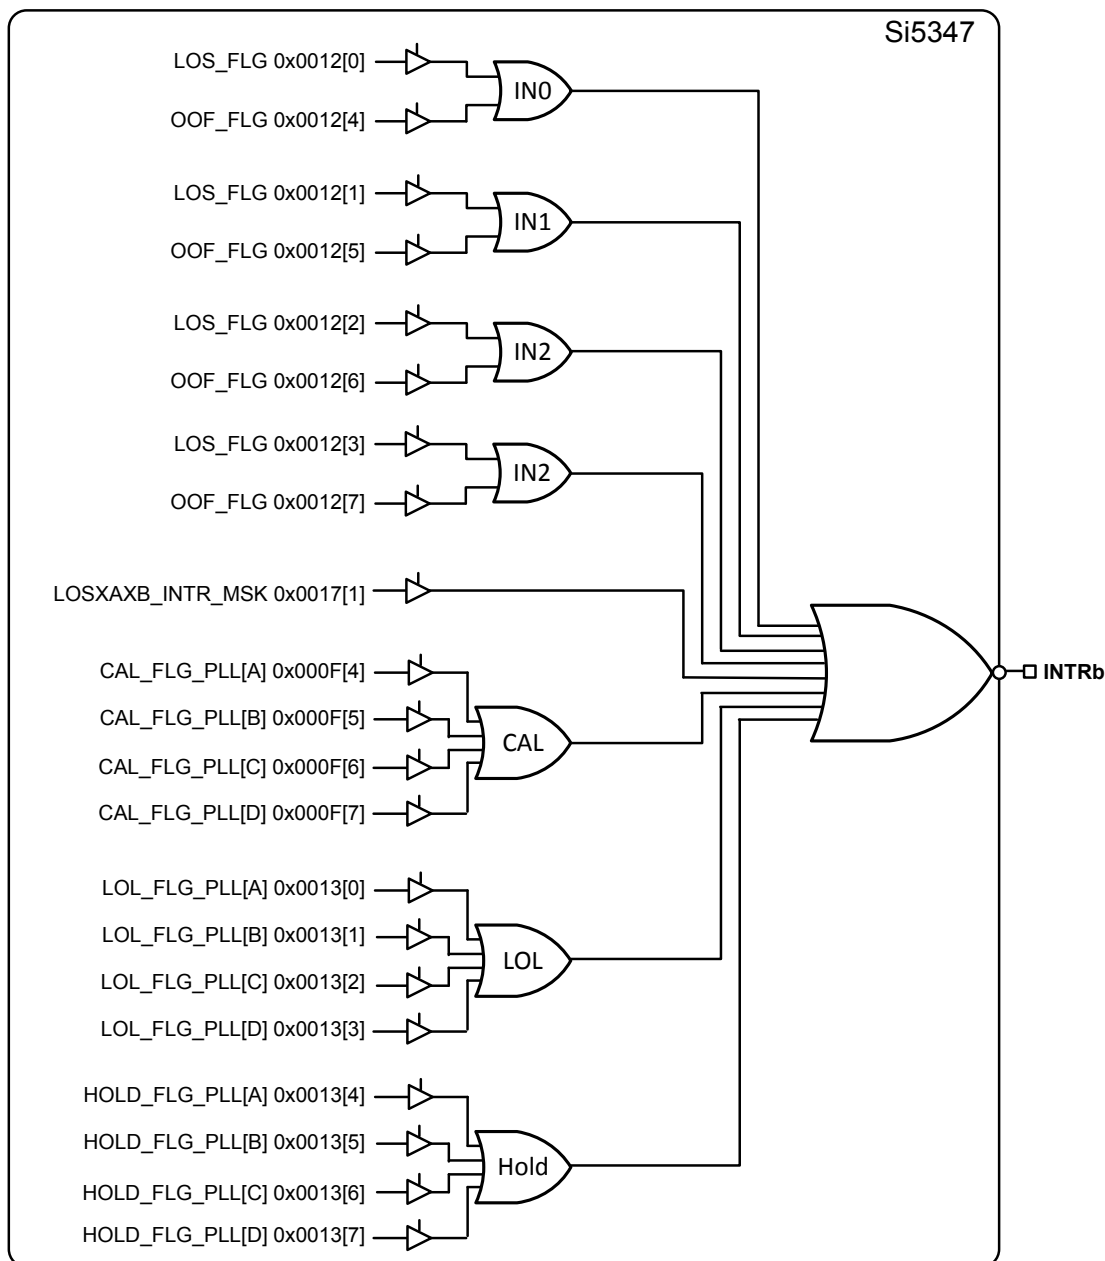 Si5347
LOS_FLG 0x0012[0]
IN0
OOF_FLG 0x0012[4]
LOS_FLG 0x0012[1]
IN1
OOF_FLG 0x0012[5]
LOS_FLG 0x0012[2]
IN2
OOF_FLG 0x0012[6]
LOS_FLG 0x0012[3]
IN2
OOF_FLG 0x0012[7]
LOSXAXB_INTR_MSK 0x0017[1]
INTRb
CAL_FLG_PLL[A] 0x000F[4]
CAL_FLG_PLL[B] 0x000F[5]
CAL
CAL_FLG_PLL[C] 0x000F[6]
CAL_FLG_PLL[D] 0x000F[7]
LOL_FLG_PLL[A] 0x0013[0]
LOL_FLG_PLL[B] 0x0013[1]
LOL
LOL_FLG_PLL[C] 0x0013[2]
LOL_FLG_PLL[D] 0x0013[3]
HOLD_FLG_PLL[A] 0x0013[4]
HOLD_FLG_PLL[B] 0x0013[5]
Hold
HOLD_FLG_PLL[C] 0x0013[6]
HOLD_FLG_PLL[D] 0x0013[7]